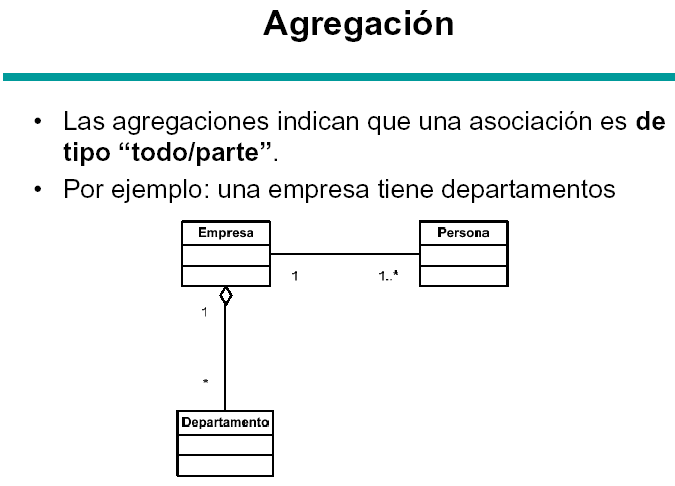 Agregación
• Las agregaciones indican que una asociación es de
tipo “todo/parte”.
• Por ejemplo: una empresa tiene departamentos
Empresa
Persona
1
1..*
1
*
Departamento